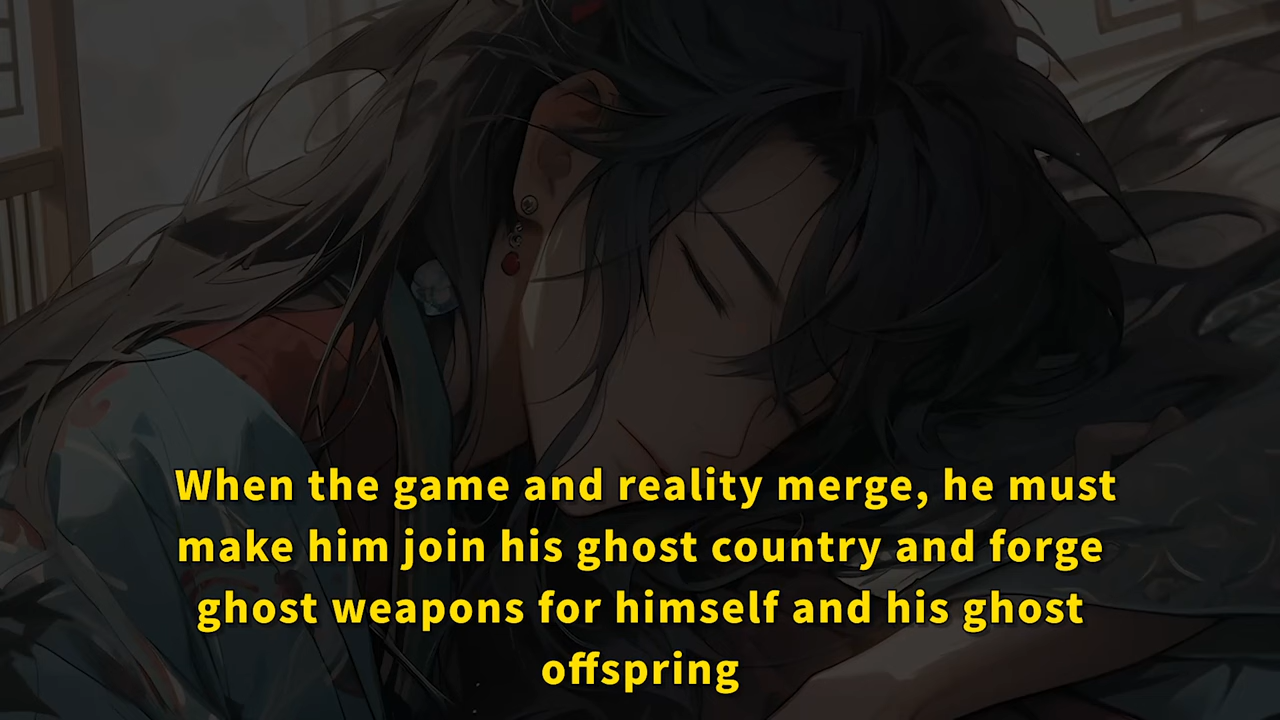 When the game and reality merge, he must
make him join his ghost country and forge
ghost weapons for himself and his ghost
offspring